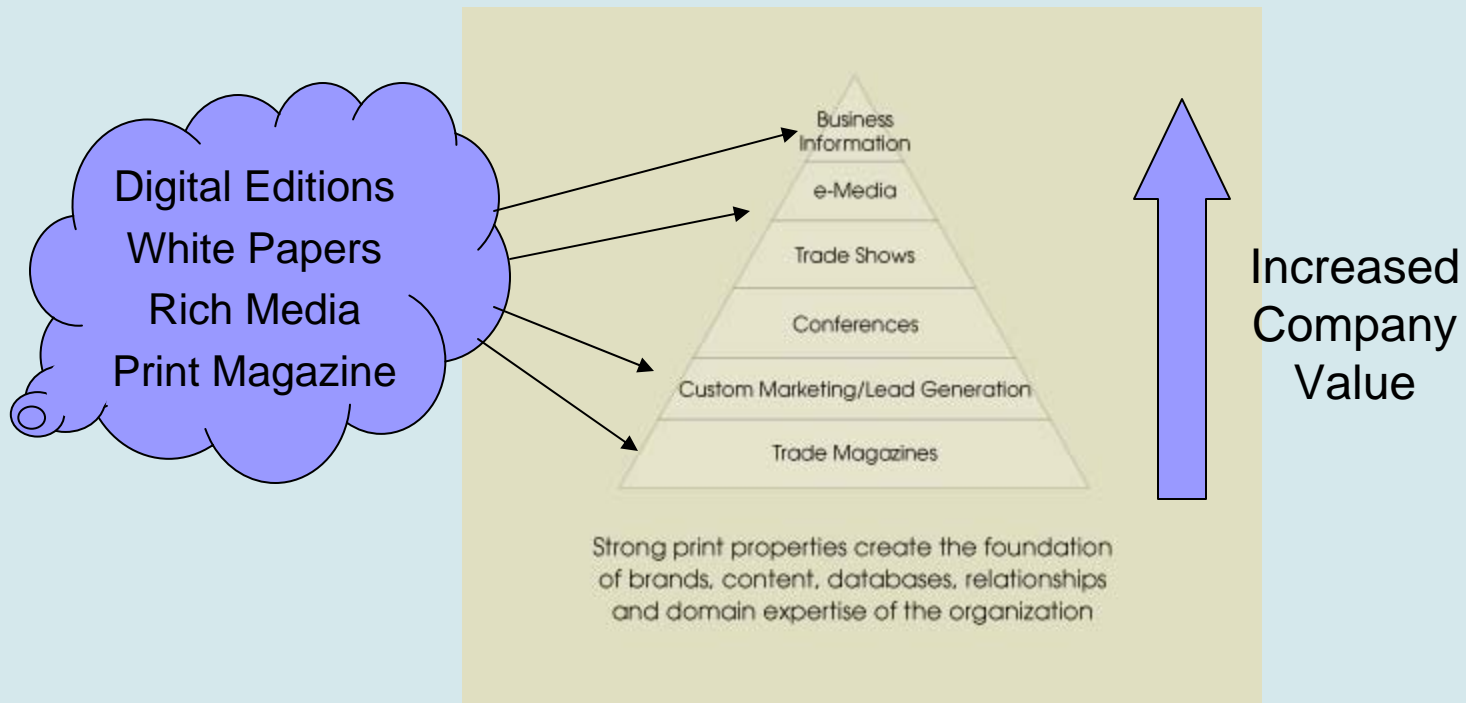 Digital Editions
White Papers
Rich Media
Print Magazine
Business
Information
e-Media
Trade Shows
Conferences
Custom Marketing/Lead Generation
Trade Magazines
Strong print properties create the foundation
of brands, content, databases, relationships
and domain expertise of the organization
Increased
Company
Value